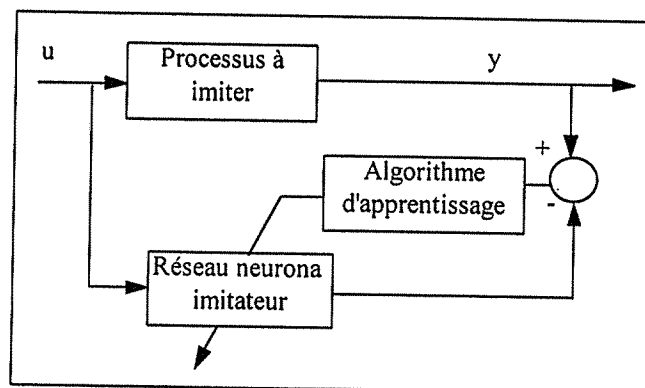 u
Processus à
imiter
y
+
Algorithme
d'apprentissage
-
Réseau neurona
imitateur